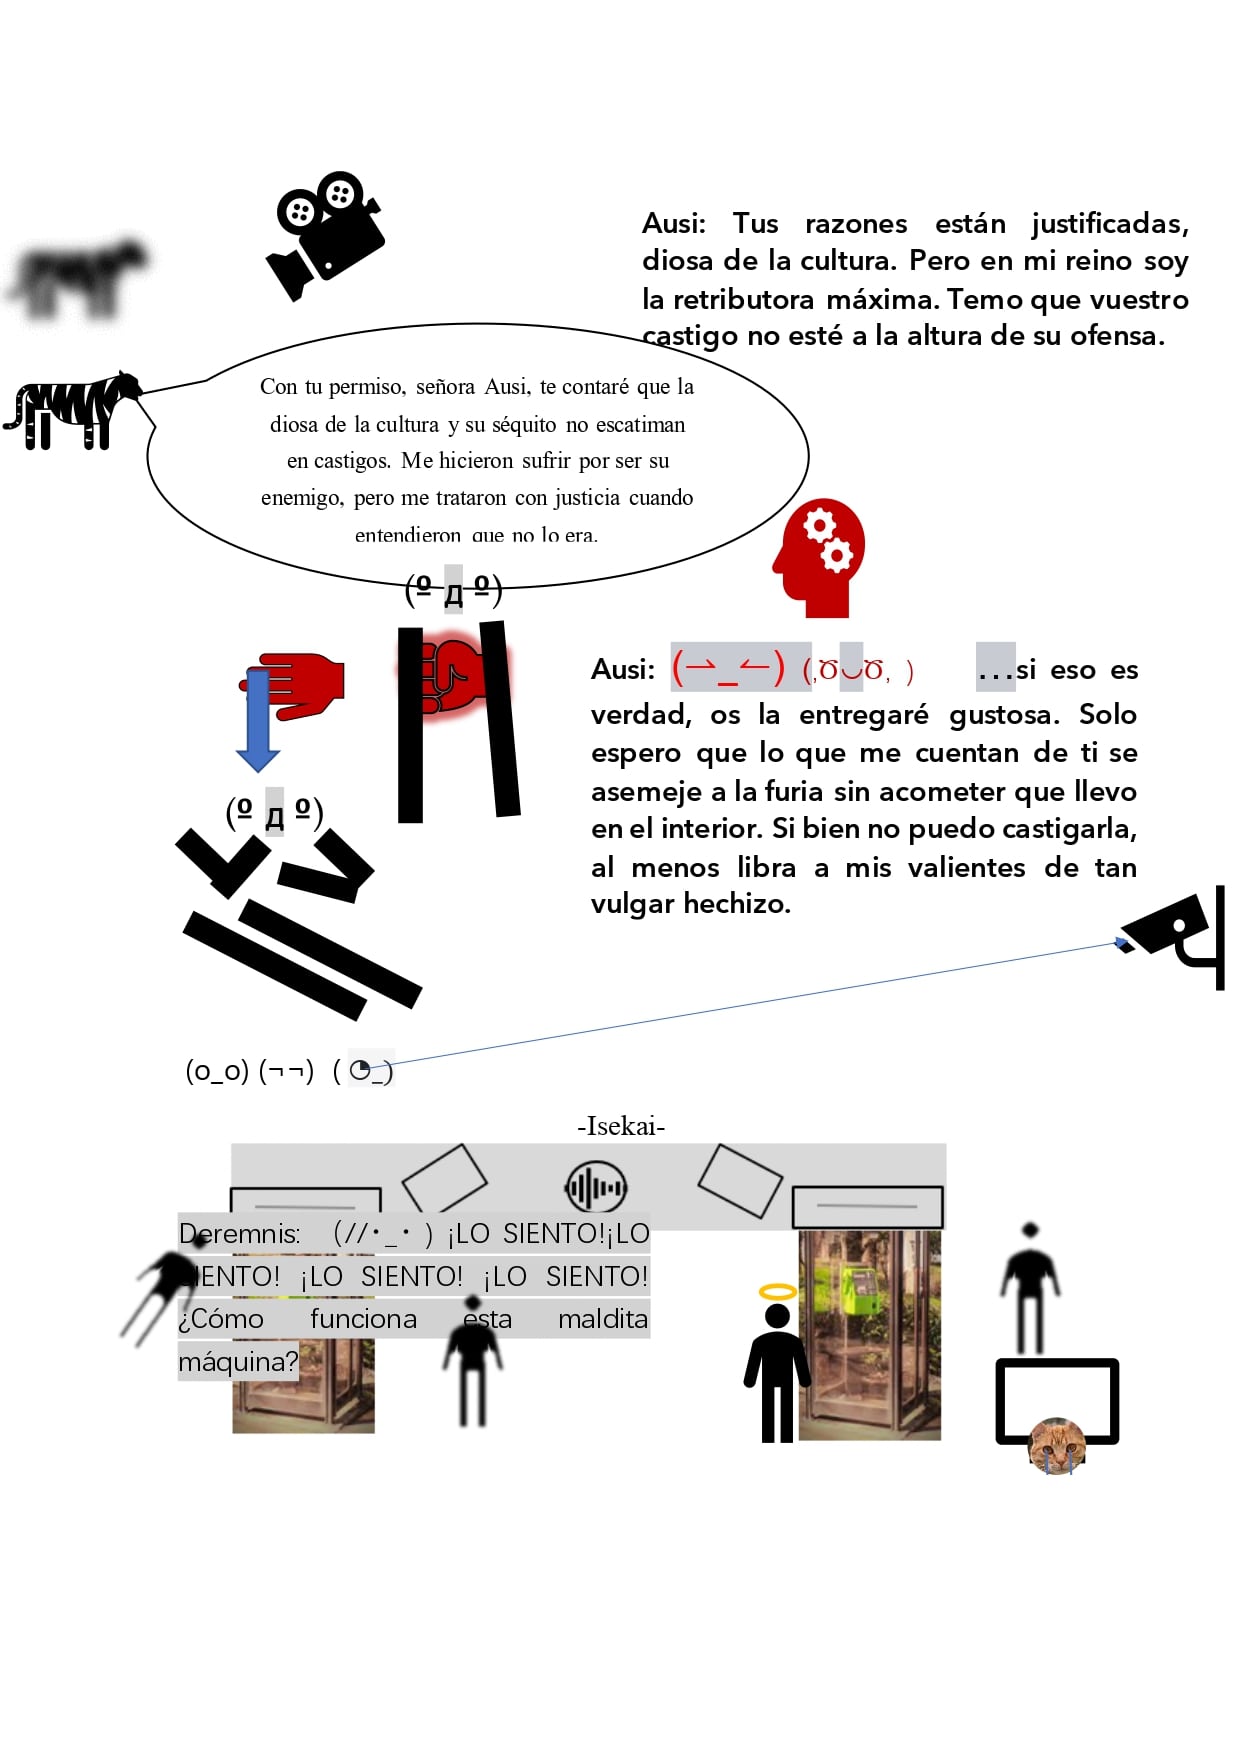 Ausi: Tus razones están justificadas,
diosa de la cultura. Pero en mi reino soy
la retributora máxima. Temo que vuestro
castigo no esté a la altura de su ofensa.
Con tu permiso, señora Ausi, te contaré que la
diosa de la cultura y su séquito no escatiman
en castigos. Me hicieron sufrir por ser su
enemigo, pero me trataron con justicia cuando
entendieron que no lo era.
(º д º)
Ausi: (⇀_↼) (,Ծ◡Ծ, ) ...si eso es
verdad, os la entregaré gustosa. Solo
espero que lo que me cuentan de ti se
asemeje a la furia sin acometer que llevo
en el interior. Si bien no puedo castigarla,
al menos libra a mis valientes de tan
vulgar hechizo.
(º д º)
(o_o) (¬¬) ( ◔_)
-Isekai-
Deremnis: (//･_･ ) ¡LO SIENTO!¡LO
SIENTO! ¡LO SIENTO! ¡LO SIENTO!
¿Cómo funciona esta maldita
máquina?